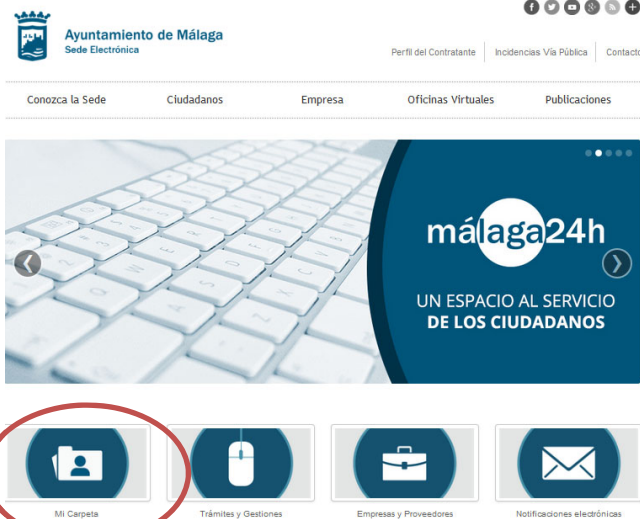 Ayuntamiento de Málaga
Sede Electrónica
Perfil del Contratante
Incidencias Vía Pública
Contacto
Conozca la Sede
Ciudadanos
Empresa
Oficinas Virtuales
Publicaciones
málaga24h
UN ESPACIO AL SERVICIO
DE LOS CIUDADANOS
Mi Carpeta
Trámites y Gestiones
Empresas y Proveedores
Notificaciones electrónicas